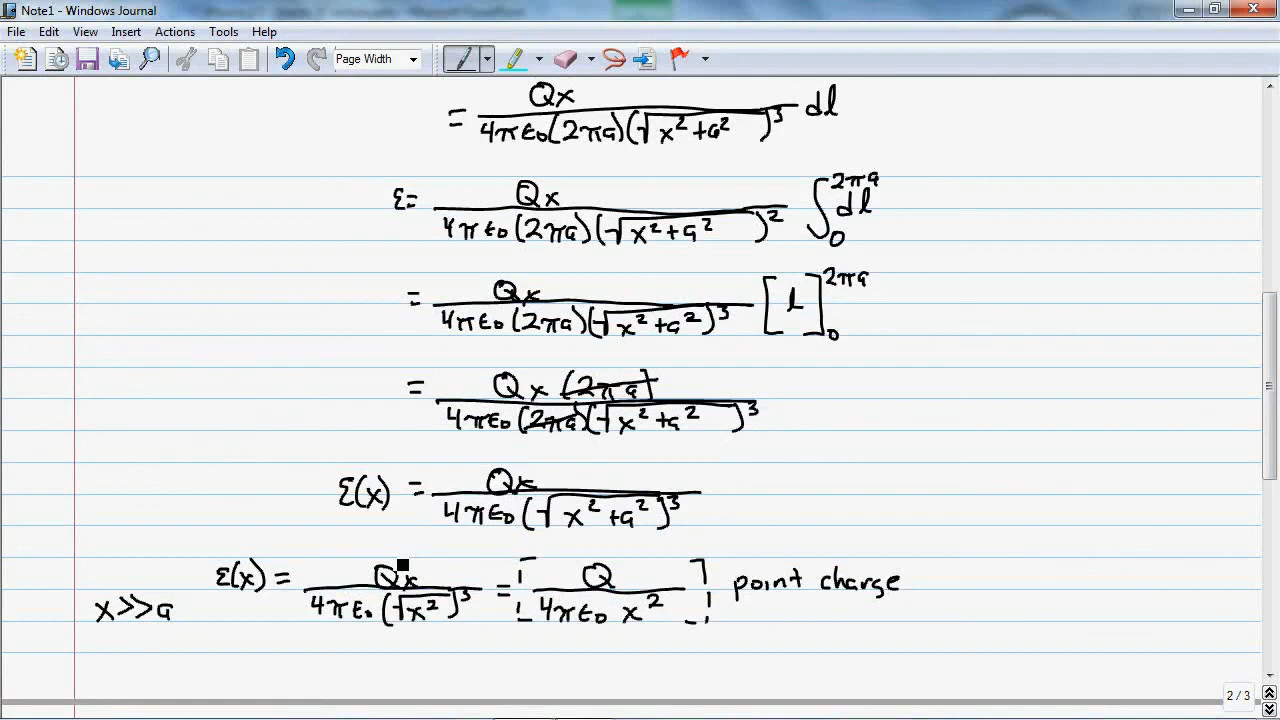 Note1 - Windows Journal
File Edit View Insert Actions Tools Help
Page Width
= Qx / 4πε₀(2πa)(√x²+a²)³ dl
ε = Qx / 4πε₀(2πa)(√x²+a²)² ∫₀^2πa dl
= Qx / 4πε₀(2πa)(√x²+a²)³ [l]₀^2πa
= Qx(2πa) / 4πε₀(2πa)(√x²+a²)³
ε(x) = Qx / 4πε₀(√x²+a²)³
ε(x) = Qx / 4πε₀(√x²)³ = [Q / 4πε₀ x²] point charge
x>>a
2 / 3